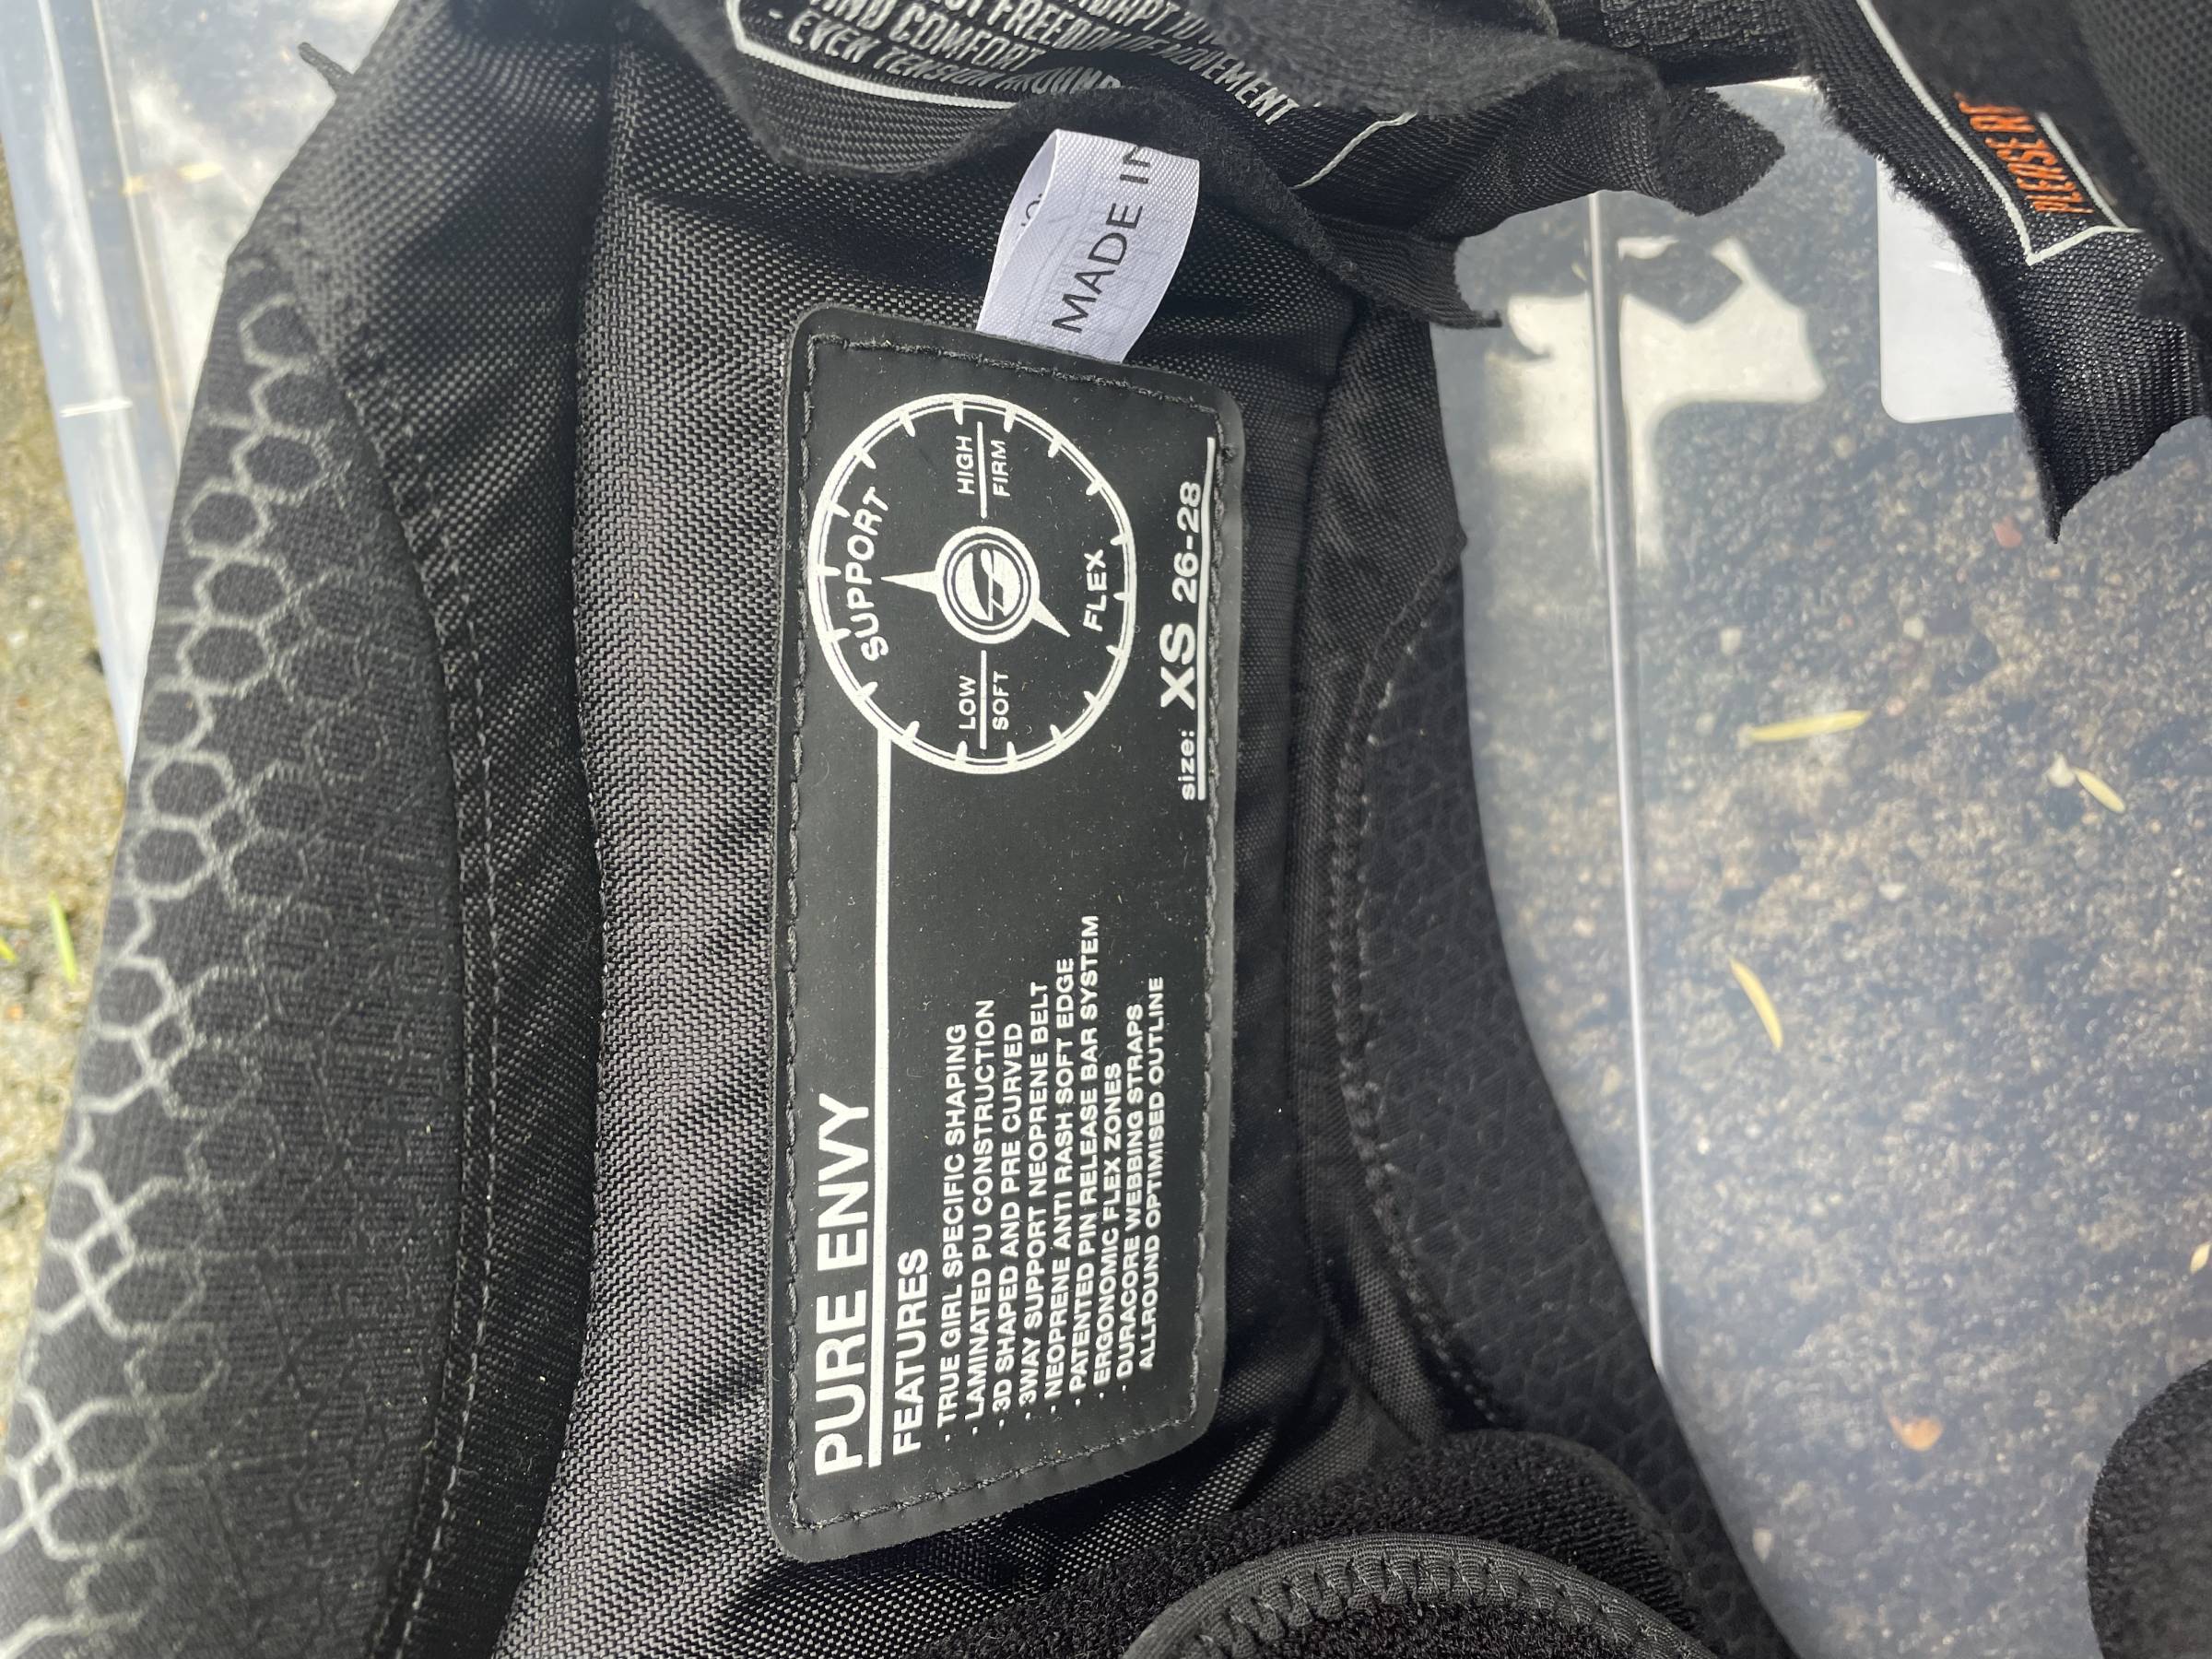 PURE ENVY
FEATURES
· TRUE GIRL SPECIFIC SHAPING
· LAMINATED PU CONSTRUCTION
· 3D SHAPED AND PRE CURVED
· 3WAY SUPPORT NEOPRENE BELT
· NEOPRENE ANTI RASH SOFT EDGE
· PATENTED PIN RELEASE BAR SYSTEM
· ERGONOMIC FLEX ZONES
· DURACORE WEBBING STRAPS
ALLROUND OPTIMISED OUTLINE
SUPPORT
LOW HIGH
SOFT FIRM
FLEX
size: XS 26-28
MADE IN
FREEDOM OF MOVEMENT
AND COMFORT
- EVEN TENSION AROUND
PLEASE